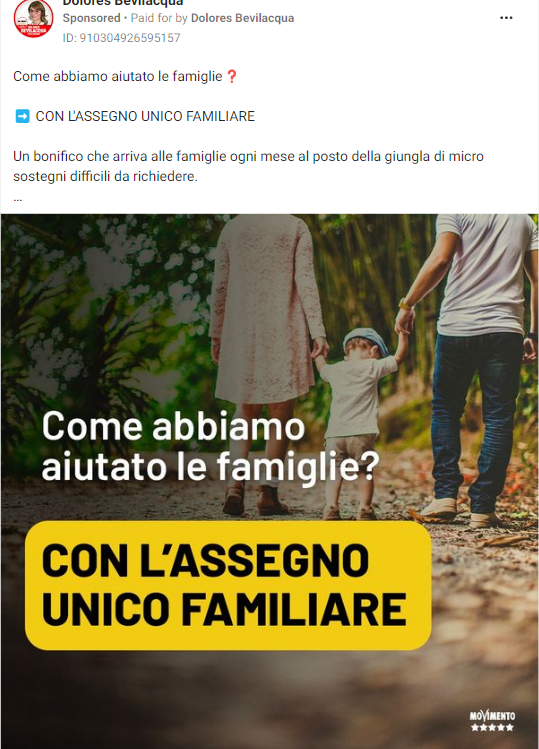 Dolores Bevilacqua
Sponsored • Paid for by Dolores Bevilacqua
ID: 910304926595157
Come abbiamo aiutato le famiglie ❓
➡️ CON L'ASSEGNO UNICO FAMILIARE
Un bonifico che arriva alle famiglie ogni mese al posto della giungla di micro
sostegni difficili da richiedere.
...
Come abbiamo
aiutato le famiglie?
CON L'ASSEGNO
UNICO FAMILIARE
MOVIMENTO